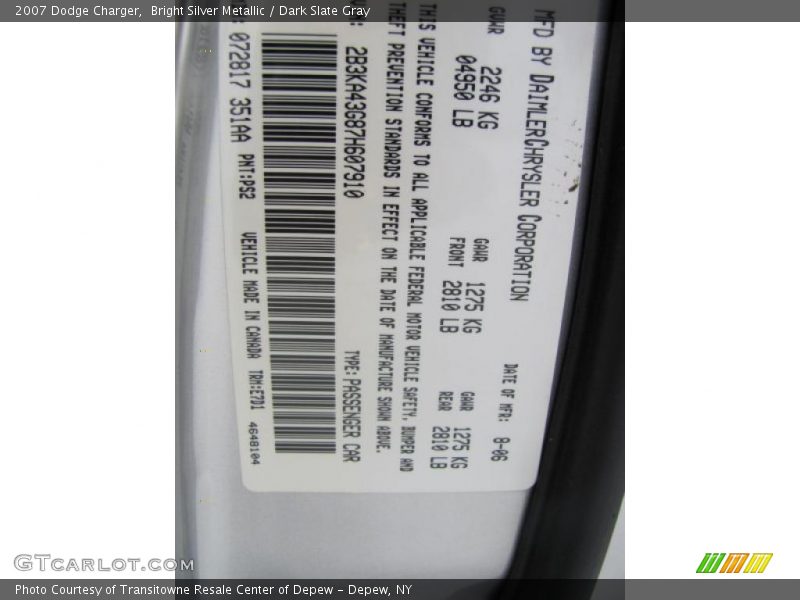 2007 Dodge Charger, Bright Silver Metallic / Dark Slate Gray
MFD BY DAIMLERCHRYSLER CORPORATION
DATE OF MFR: 8-06
GVWR
2246 KG
04950 LB
GAWR FRONT
1275 KG
2810 LB
GAWR REAR
1275 KG
2810 LB
THIS VEHICLE CONFORMS TO ALL APPLICABLE FEDERAL MOTOR VEHICLE SAFETY, BUMPER AND
THEFT PREVENTION STANDARDS IN EFFECT ON THE DATE OF MANUFACTURE SHOWN ABOVE.
2B3KA43G87H607910
TYPE: PASSENGER CAR
072817 351AA PNT:PS2
VEHICLE MADE IN CANADA TRM:E7D1
4648104
GTCarLot.com
Photo Courtesy of Transitowne Resale Center of Depew – Depew, NY